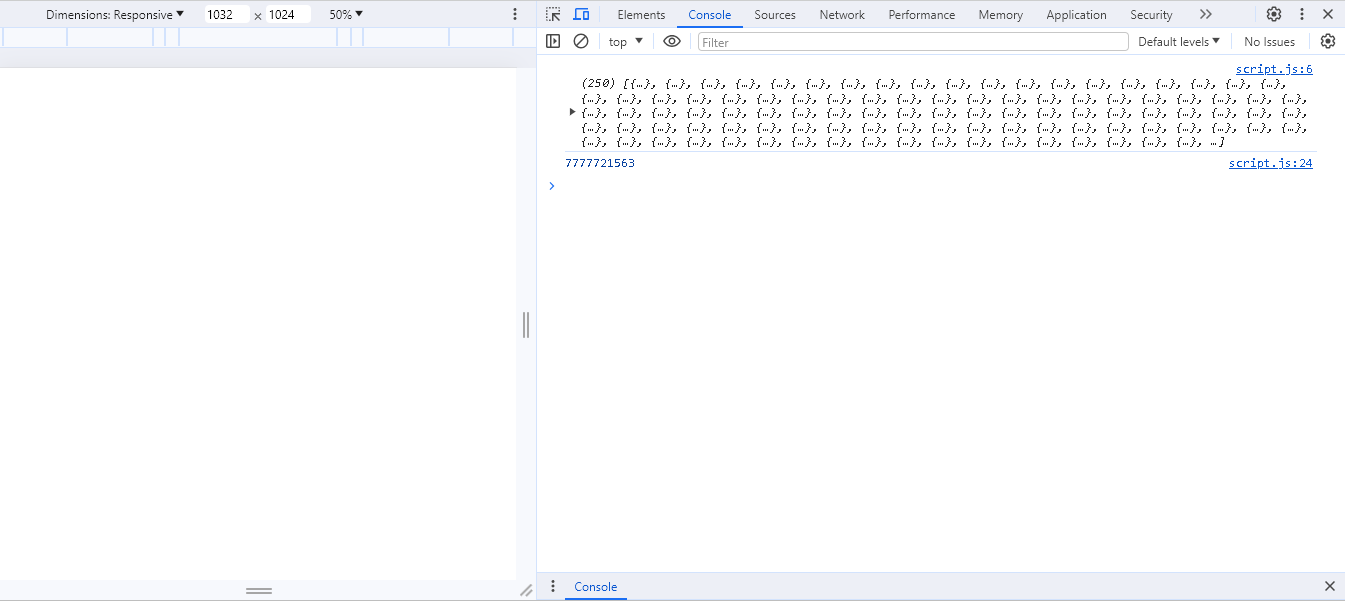 Dimensions: Responsive 1032 × 1024 50%
Elements Console Sources Network Performance Memory Application Security
top Filter Default levels No Issues
script.js:6
(250) [{…}, {…}, {…}, {…}, {…}, {…}, {…}, {…}, {…}, {…}, {…}, {…}, {…}, {…}, {…}, {…}, {…}, {…}, {…},
{…}, {…}, {…}, {…}, {…}, {…}, {…}, {…}, {…}, {…}, {…}, {…}, {…}, {…}, {…}, {…}, {…}, {…}, {…}, {…}, {…},
{…}, {…}, {…}, {…}, {…}, {…}, {…}, {…}, {…}, {…}, {…}, {…}, {…}, {…}, {…}, {…}, {…}, {…}, {…}, {…}, {…},
{…}, {…}, {…}, {…}, {…}, {…}, {…}, {…}, {…}, {…}, {…}, {…}, {…}, {…}, {…}, {…}, {…}, {…}, {…}, {…}, {…},
{…}, {…}, {…}, {…}, {…}, {…}, {…}, {…}, {…}, {…}, {…}, {…}, {…}, {…}, {…}, {…}, {…}, {…}, …]
7777721563 script.js:24
Console